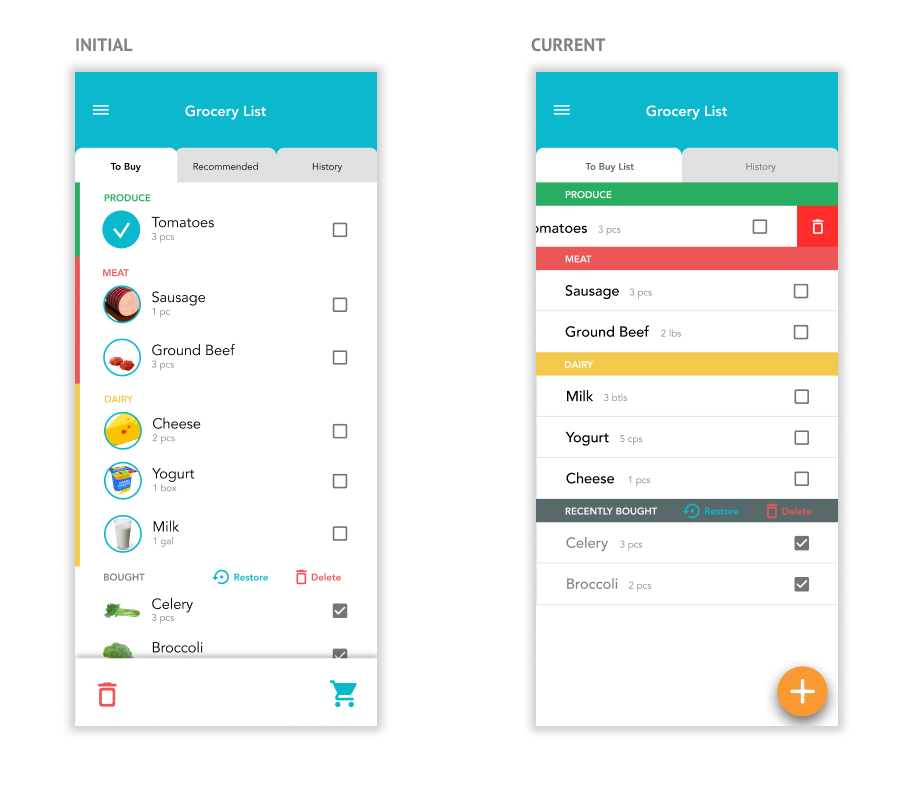 INITIAL
Grocery List
To Buy Recommended History
PRODUCE
Tomatoes
3 pcs
MEAT
Sausage
1 pc
Ground Beef
3 pcs
DAIRY
Cheese
2 pcs
Yogurt
1 box
Milk
1 gal
BOUGHT Restore Delete
Celery
3 pcs
Broccoli
CURRENT
Grocery List
To Buy List History
PRODUCE
omatoes 3 pcs
MEAT
Sausage 3 pcs
Ground Beef 2 lbs
DAIRY
Milk 3 btls
Yogurt 5 cps
Cheese 1 pcs
RECENTLY BOUGHT Restore Delete
Celery 3 pcs
Broccoli 2 pcs